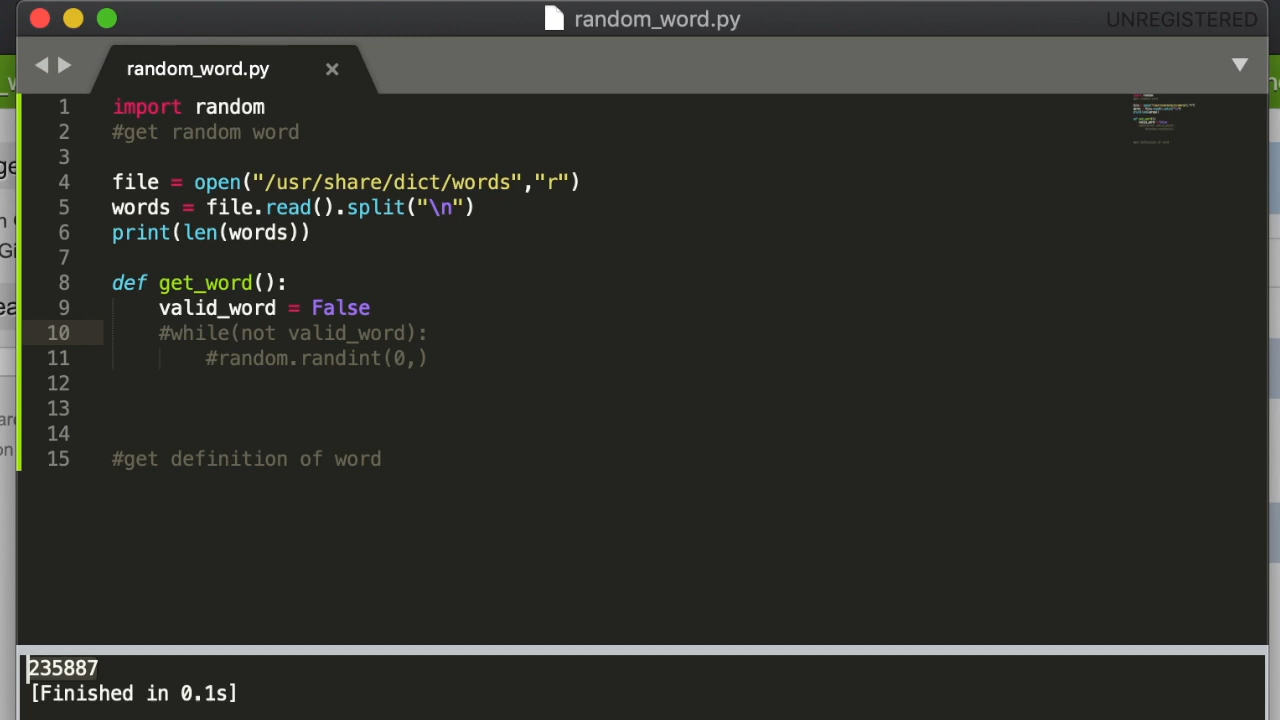 random_word.py
UNREGISTERED
random_word.py
1 import random
2 #get random word
3
4 file = open("/usr/share/dict/words","r")
5 words = file.read().split("\n")
6 print(len(words))
7
8 def get_word():
9 valid_word = False
10 #while(not valid_word):
11 #random.randint(0,)
12
13
14
15 #get definition of word
235887
[Finished in 0.1s]